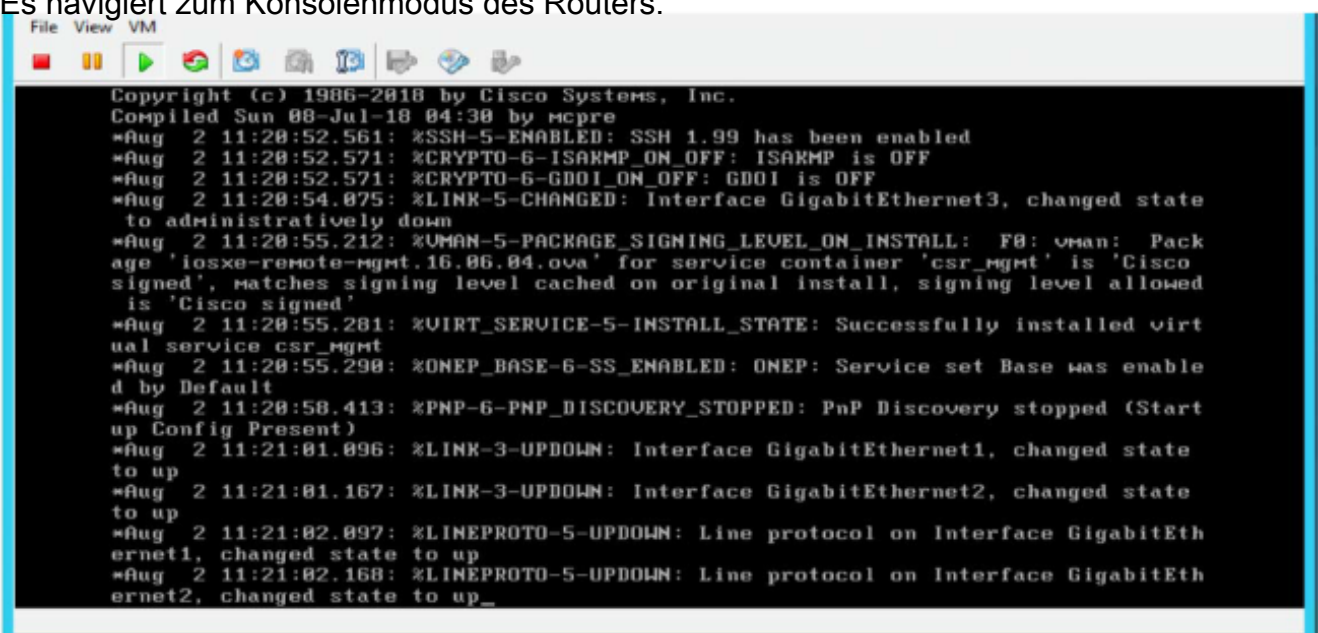 Es navigiert zum Konsolenmodus des Routers.
File View VM
Copyright (c) 1986-2018 by Cisco Systems, Inc.
Compiled Sun 08-Jul-18 04:30 by mcpre
*Aug  2 11:20:52.561: %SSH-5-ENABLED: SSH 1.99 has been enabled
*Aug  2 11:20:52.571: %CRYPTO-6-ISAKMP_ON_OFF: ISAKMP is OFF
*Aug  2 11:20:52.571: %CRYPTO-6-GDOI_ON_OFF: GDOI is OFF
*Aug  2 11:20:54.075: %LINK-5-CHANGED: Interface GigabitEthernet3, changed state
 to administratively down
*Aug  2 11:20:55.212: %VMAN-5-PACKAGE_SIGNING_LEVEL_ON_INSTALL:  F0: vman:  Pack
age 'iosxe-remote-mgmt.16.06.04.ova' for service container 'csr_mgmt' is 'Cisco
signed', matches signing level cached on original install, signing level allowed
 is 'Cisco signed'
*Aug  2 11:20:55.281: %VIRT_SERVICE-5-INSTALL_STATE: Successfully installed virt
ual service csr_mgmt
*Aug  2 11:20:55.290: %ONEP_BASE-6-SS_ENABLED: ONEP: Service set Base was enable
d by Default
*Aug  2 11:20:58.413: %PNP-6-PNP_DISCOVERY_STOPPED: PnP Discovery stopped (Start
up Config Present)
*Aug  2 11:21:01.096: %LINK-3-UPDOWN: Interface GigabitEthernet1, changed state
to up
*Aug  2 11:21:01.167: %LINK-3-UPDOWN: Interface GigabitEthernet2, changed state
to up
*Aug  2 11:21:02.097: %LINEPROTO-5-UPDOWN: Line protocol on Interface GigabitEth
ernet1, changed state to up
*Aug  2 11:21:02.168: %LINEPROTO-5-UPDOWN: Line protocol on Interface GigabitEth
ernet2, changed state to up_